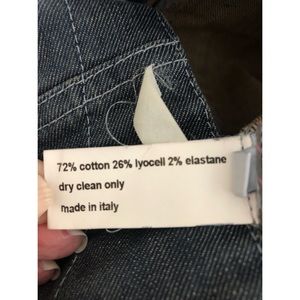 72% cotton 26% lyocell 2% elastane
dry clean only
made in italy